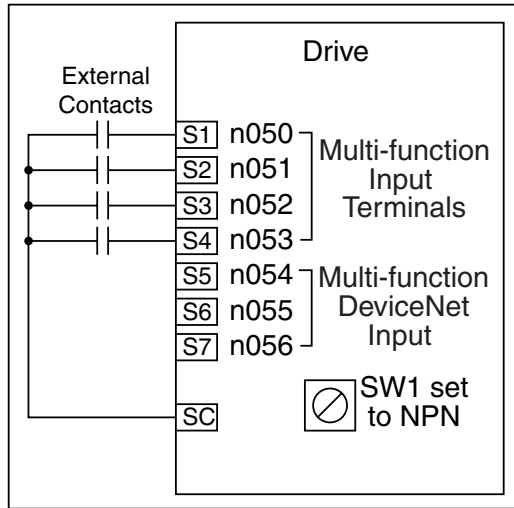 Drive
External
Contacts
S1 n050
S2 n051
S3 n052
S4 n053
Multi-function
Input
Terminals
S5 n054
S6 n055
S7 n056
Multi-function
DeviceNet
Input
SC
SW1 set
to NPN